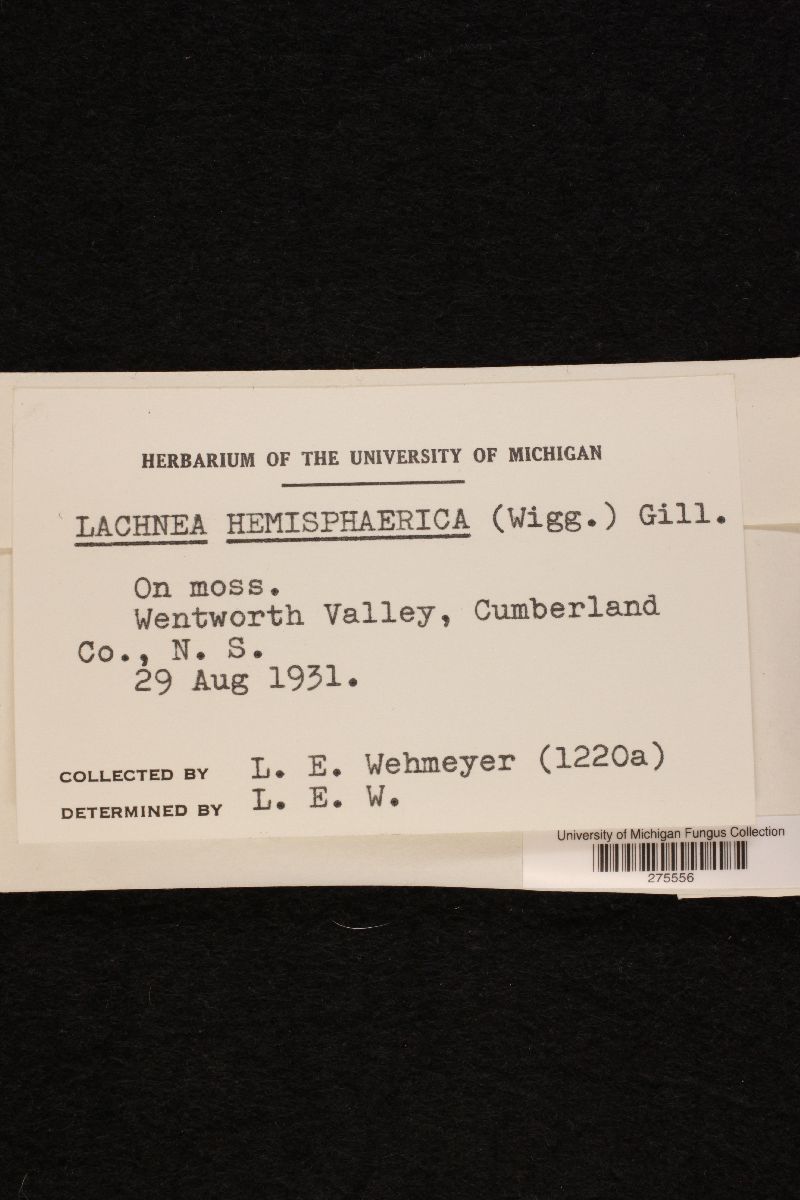 HERBARIUM OF THE UNIVERSITY OF MICHIGAN
LACHNEA HEMISPHAERICA (Wigg.) Gill.
On moss.
Wentworth Valley, Cumberland
Co., N. S.
29 Aug 1931.
COLLECTED BY L. E. Wehmeyer (1220a)
DETERMINED BY L. E. W.
University of Michigan Fungus Collection
275556